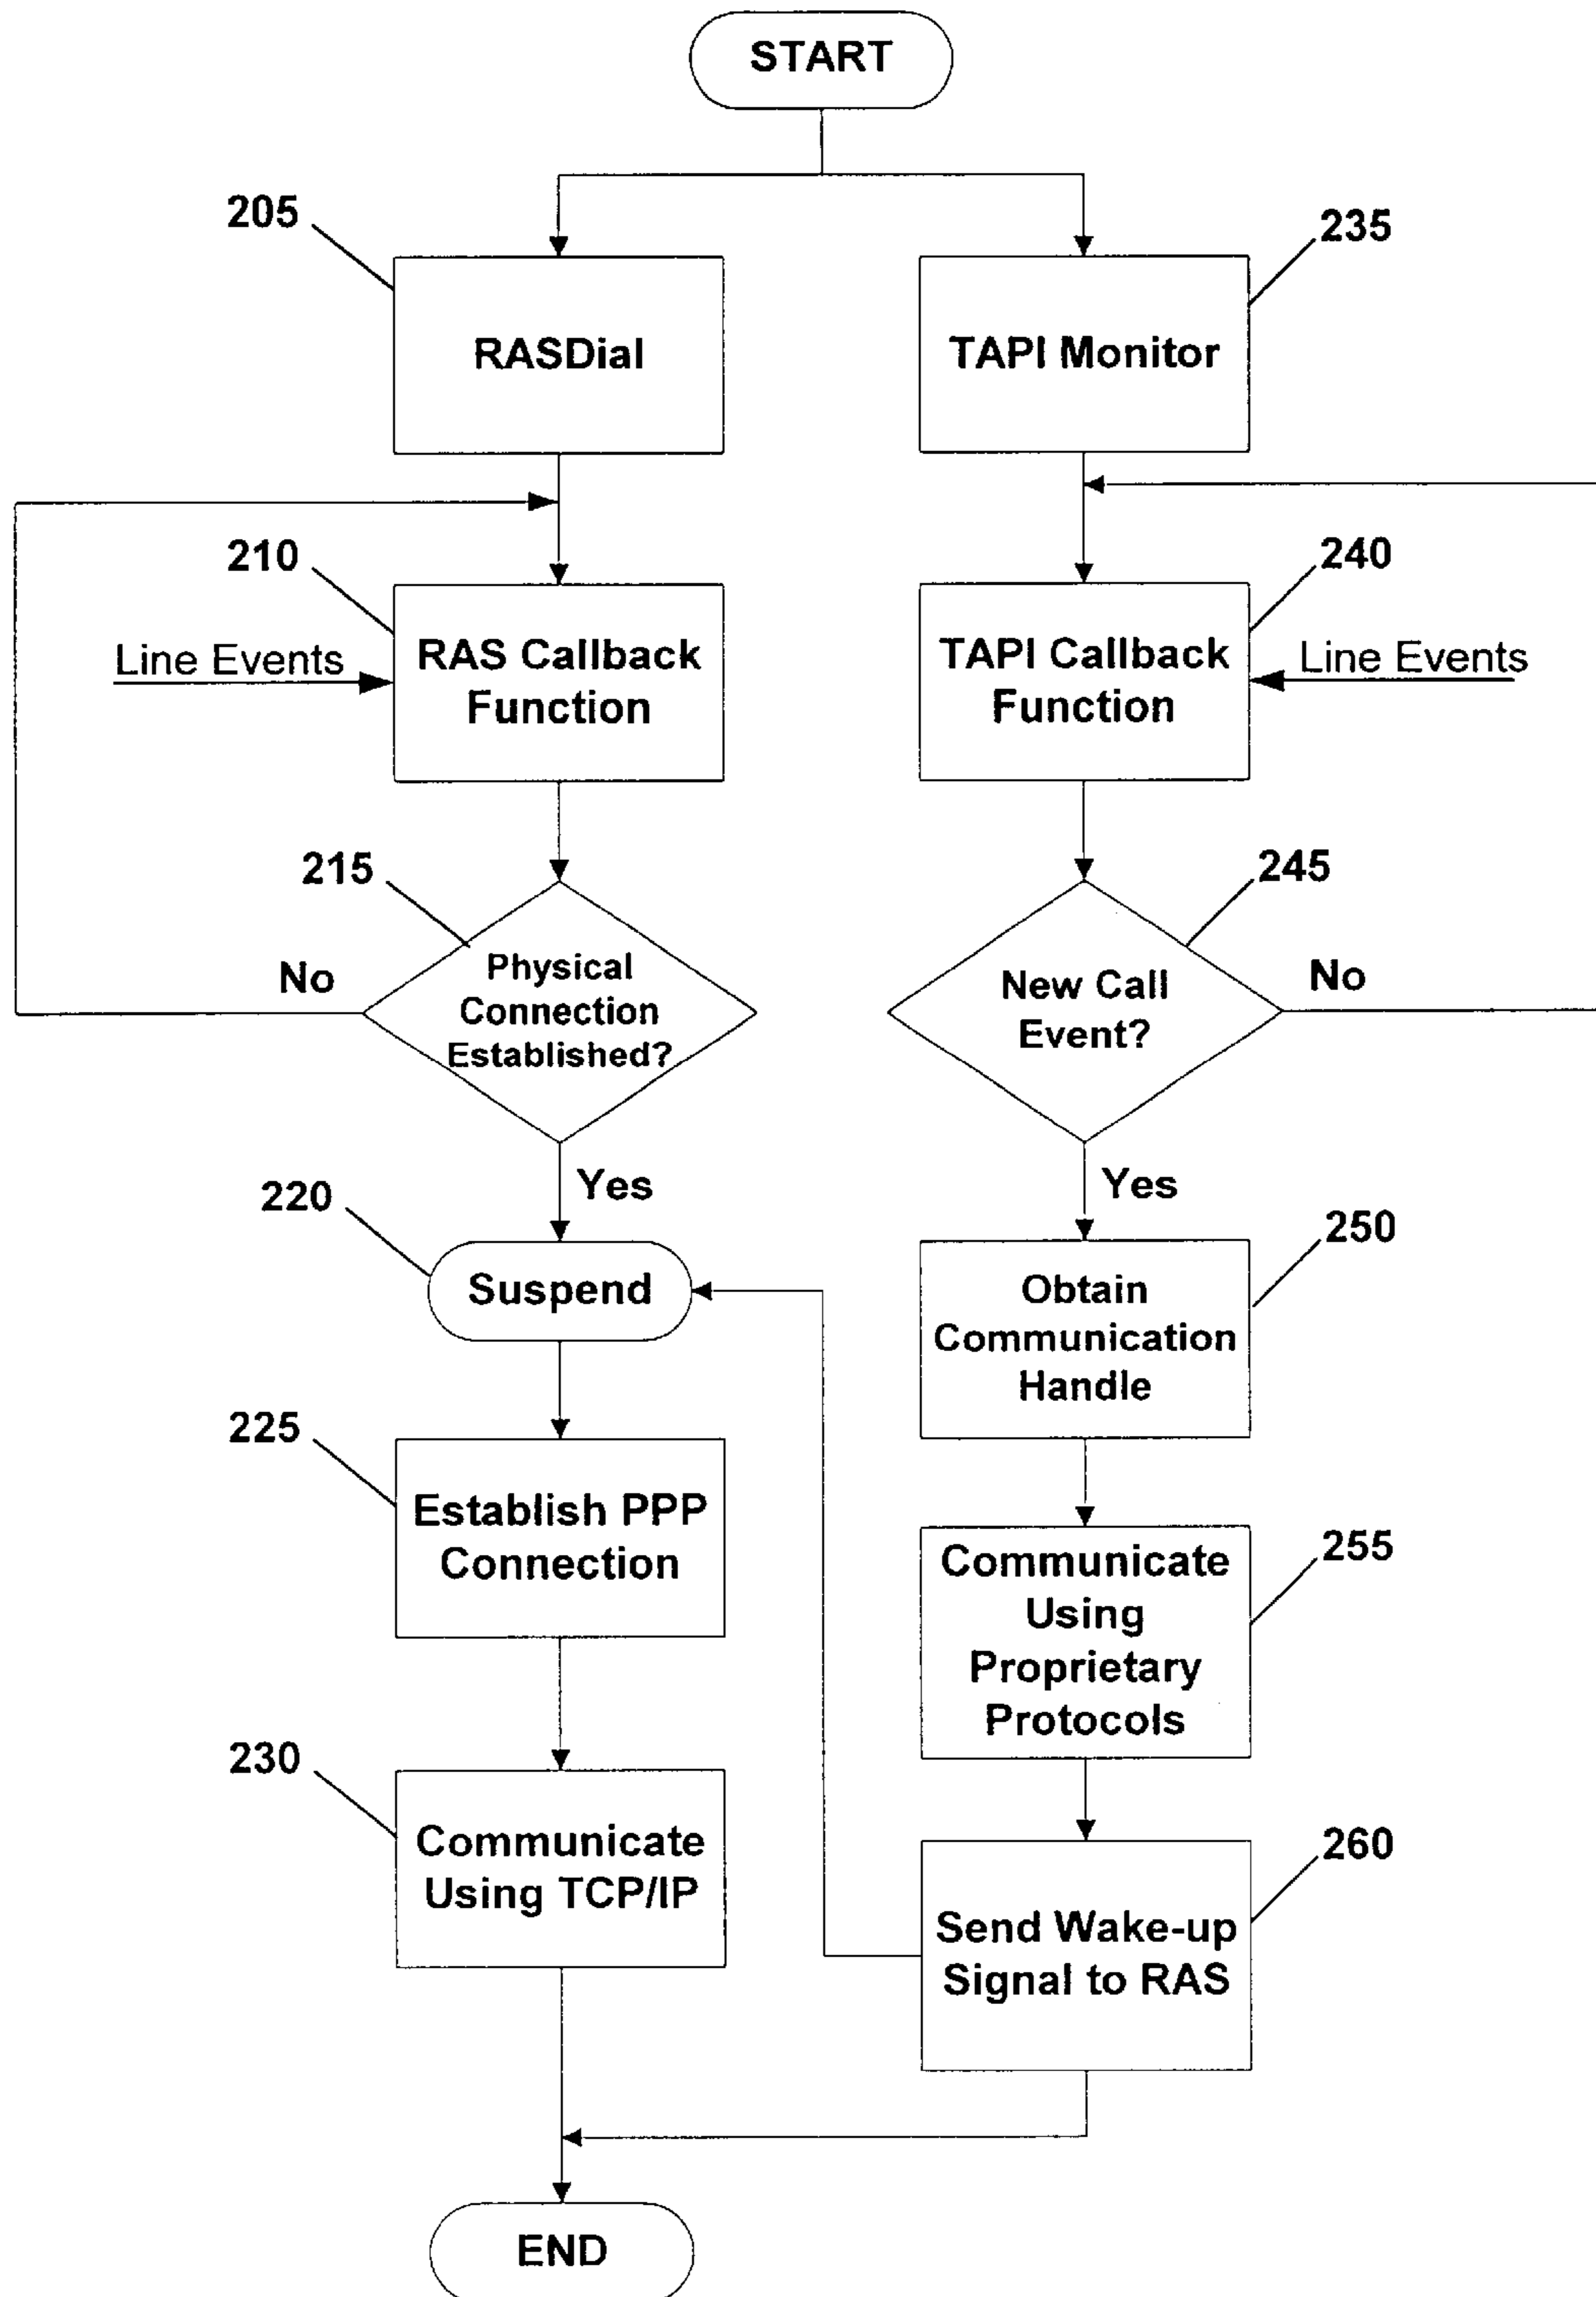 START
205
235
RASDial
TAPI Monitor
210
240
Line Events
RAS Callback
Function
TAPI Callback
Function
Line Events
215
245
No
Physical
Connection
Established?
New Call
Event?
No
Yes
Yes
220
250
Suspend
Obtain
Communication
Handle
225
255
Establish PPP
Connection
Communicate
Using
Proprietary
Protocols
230
260
Communicate
Using TCP/IP
Send Wake-up
Signal to RAS
END